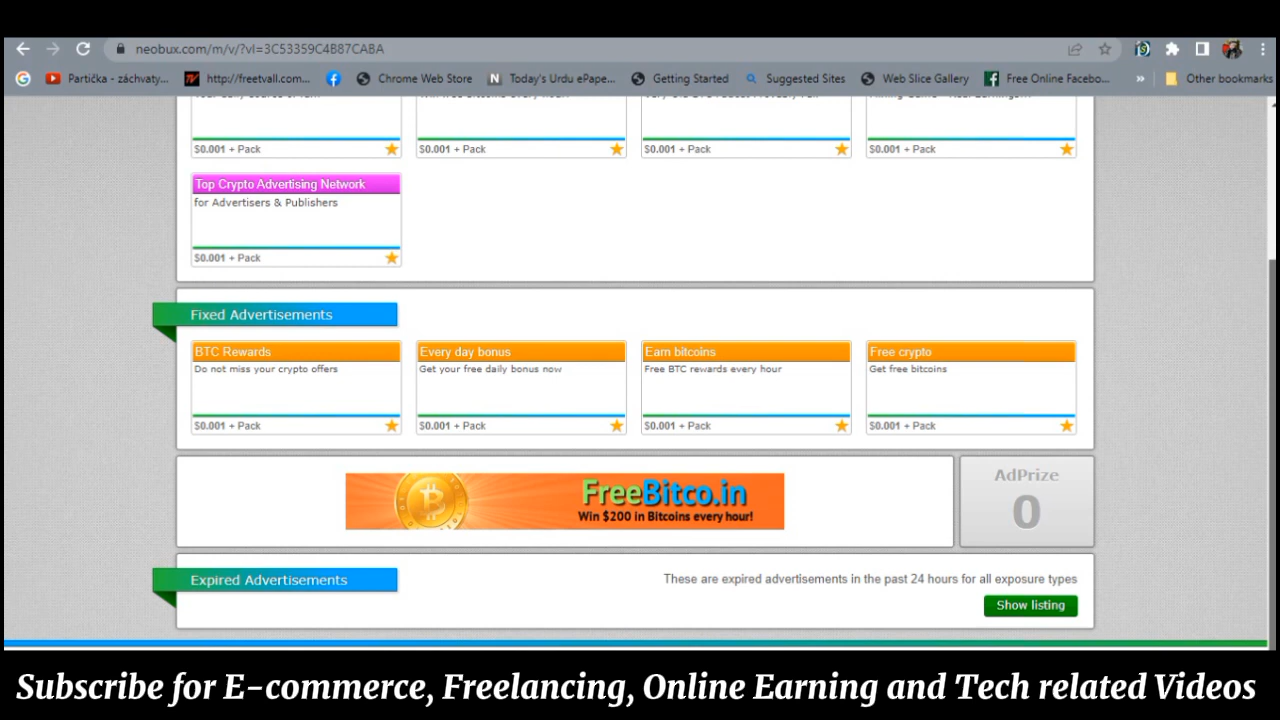 neobux.com/m/v/?vl=3C53359C4B87CABA
Partička - záchvaty... http://freetvall.com... Chrome Web Store Today's Urdu ePape... Getting Started Suggested Sites Web Slice Gallery Free Online Facebo... » Other bookmarks
$0.001 + Pack $0.001 + Pack $0.001 + Pack $0.001 + Pack
Top Crypto Advertising Network
for Advertisers & Publishers
$0.001 + Pack
Fixed Advertisements
BTC Rewards Every day bonus Earn bitcoins Free crypto
Do not miss your crypto offers Get your free daily bonus now Free BTC rewards every hour Get free bitcoins
$0.001 + Pack $0.001 + Pack $0.001 + Pack $0.001 + Pack
FreeBitco.in
Win $200 in Bitcoins every hour!
AdPrize
0
Expired Advertisements
These are expired advertisements in the past 24 hours for all exposure types
Show listing
Subscribe for E-commerce, Freelancing, Online Earning and Tech related Videos